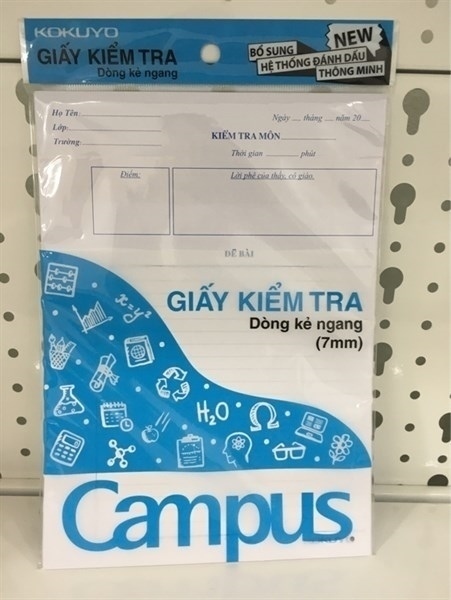 KOKUYO
GIẤY KIỂM TRA
Dòng kẻ ngang
NEW
BỔ SUNG
HỆ THỐNG ĐÁNH DẤU
THÔNG MINH
Họ Tên:
Lớp:
Trường:
Ngày ... tháng ... năm 20 ...
KIỂM TRA MÔN
Thời gian phút
Điểm:
Lời phê của thầy, cô giáo:
ĐỀ BÀI
GIẤY KIỂM TRA
Dòng kẻ ngang
(7mm)
x=y²
H₂O
Ω
Campus